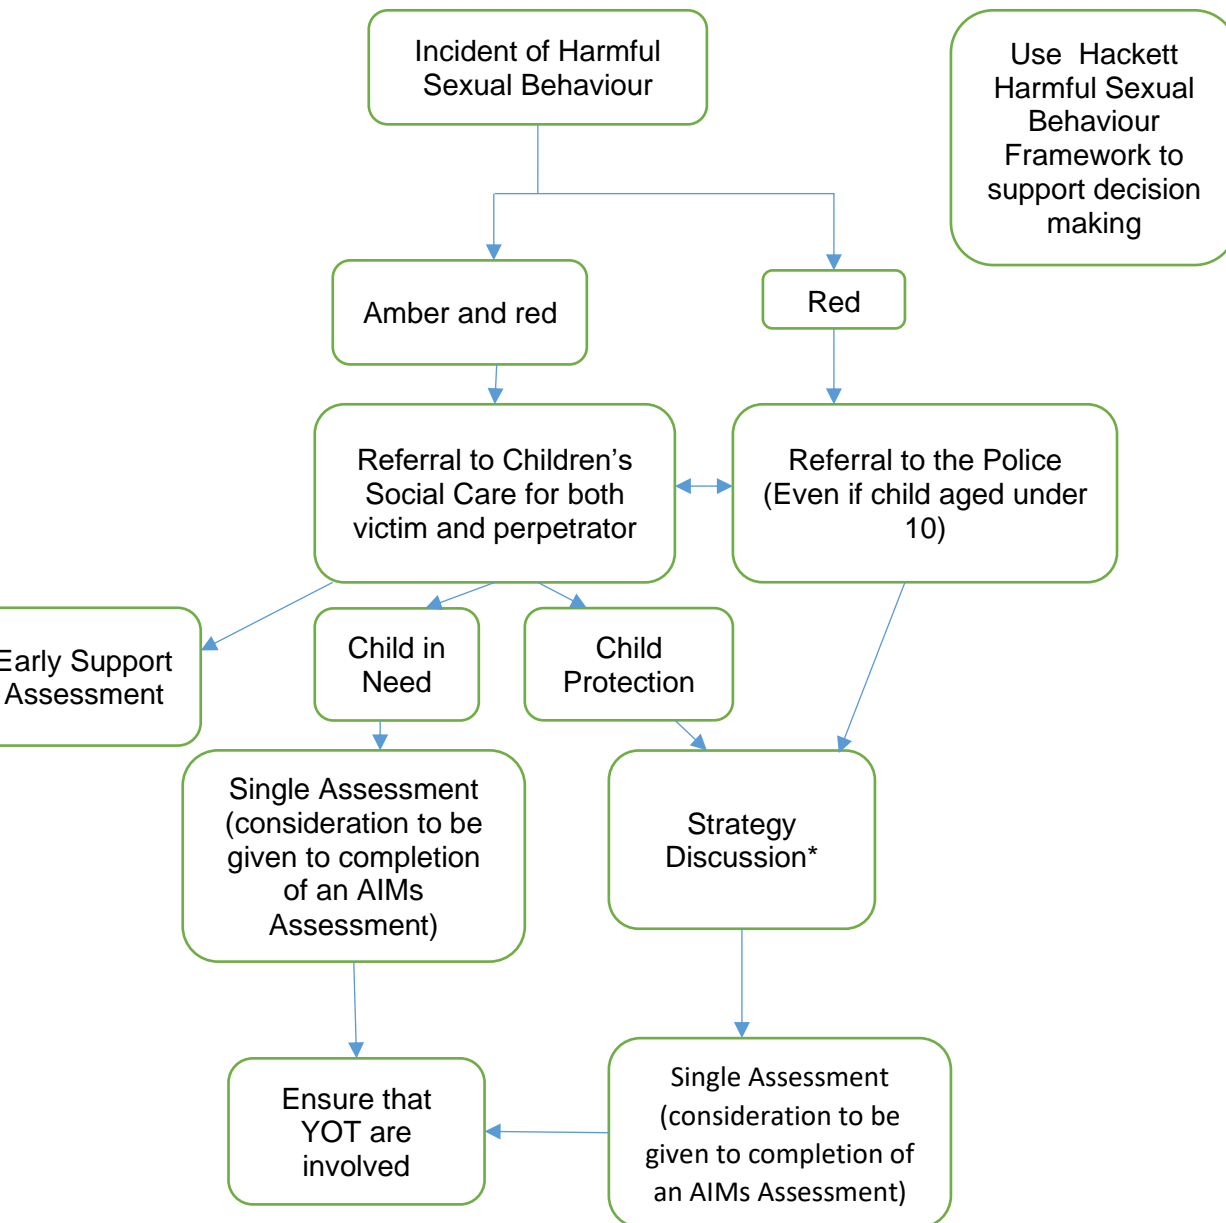 Incident of Harmful
Sexual Behaviour
Use Hackett
Harmful Sexual
Behaviour
Framework to
support decision
making
Amber and red
Red
Referral to Children’s
Social Care for both
victim and perpetrator
Referral to the Police
(Even if child aged under
10)
Early Support
Assessment
Child in
Need
Child
Protection
Single Assessment
(consideration to be
given to completion
of an AIMs
Assessment)
Strategy
Discussion*
Ensure that
YOT are
involved
Single Assessment
(consideration to be
given to completion of
an AIMs Assessment)